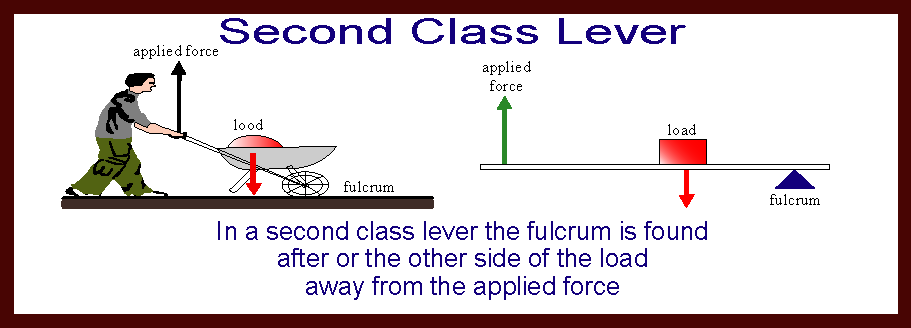 Second Class Lever
applied force
lood
fulcrum
applied
force
load
fulcrum
In a second class lever the fulcrum is found
after or the other side of the load
away from the applied force